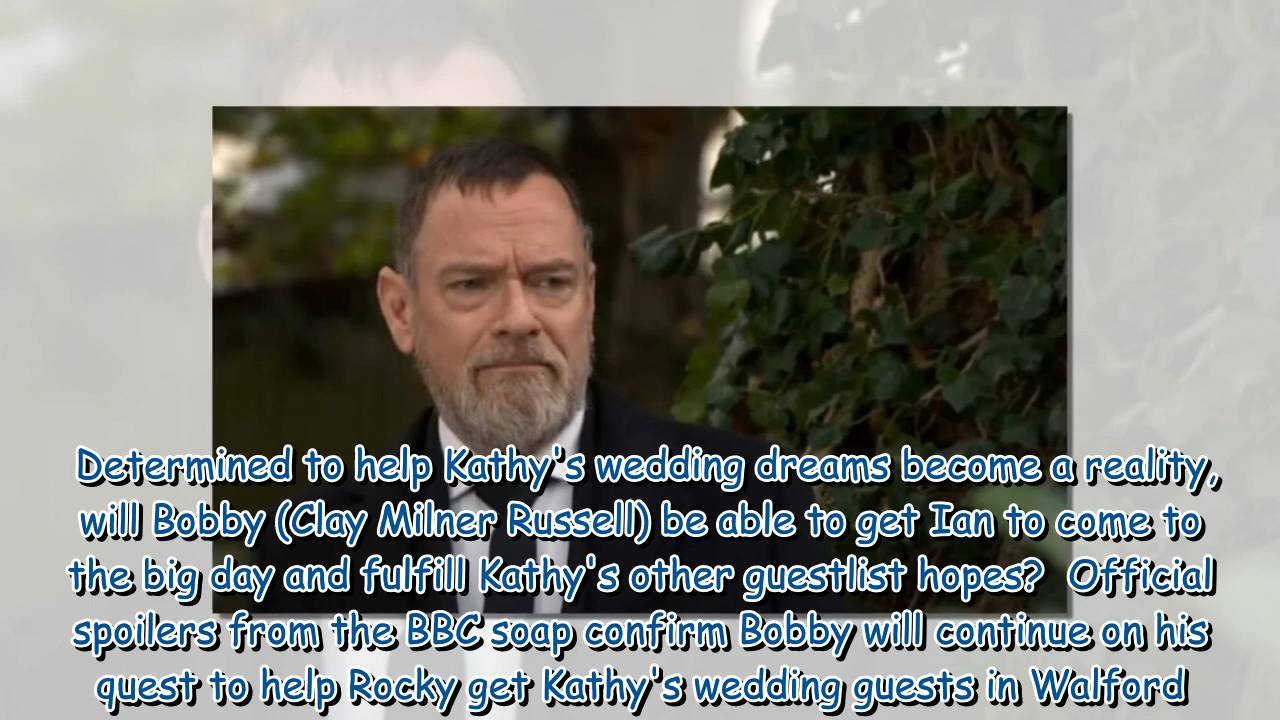 Determined to help Kathy's wedding dreams become a reality,
will Bobby (Clay Milner Russell) be able to get Ian to come to
the big day and fulfill Kathy's other guestlist hopes?  Official
spoilers from the BBC soap confirm Bobby will continue on his
quest to help Rocky get Kathy's wedding guests in Walford